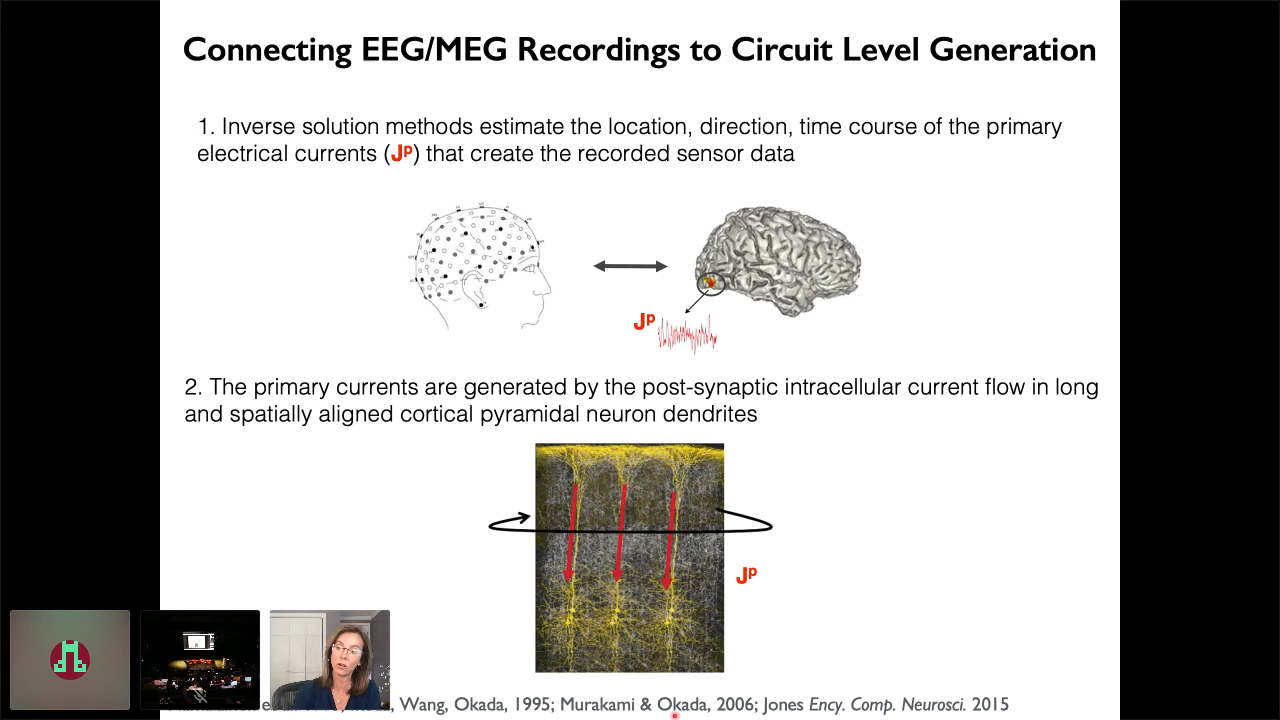 Connecting EEG/MEG Recordings to Circuit Level Generation
1. Inverse solution methods estimate the location, direction, time course of the primary
electrical currents (Jᵖ) that create the recorded sensor data
Jᵖ
2. The primary currents are generated by the post-synaptic intracellular current flow in long
and spatially aligned cortical pyramidal neuron dendrites
Jᵖ
Wang, Okada, 1995; Murakami & Okada, 2006; Jones Ency. Comp. Neurosci. 2015